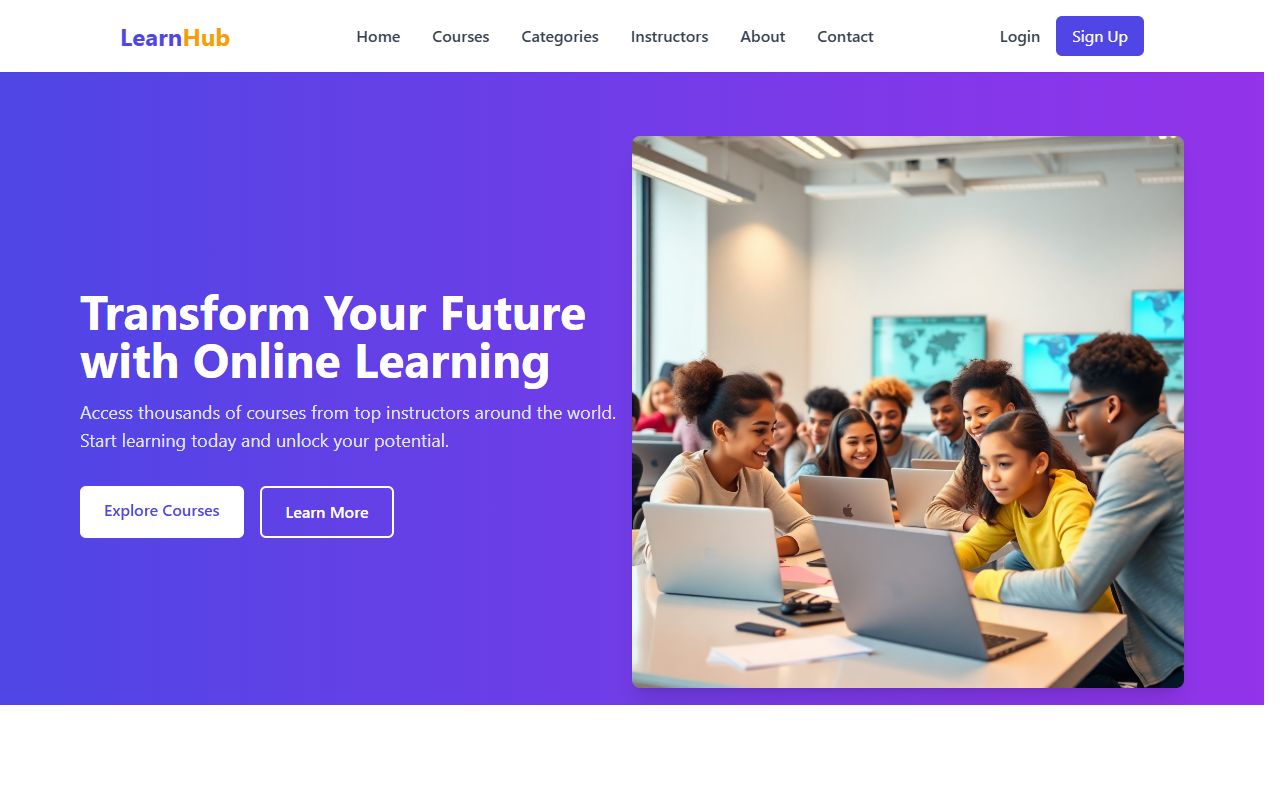 LearnHub
Home
Courses
Categories
Instructors
About
Contact
Login
Sign Up
Transform Your Future
with Online Learning
Access thousands of courses from top instructors around the world.
Start learning today and unlock your potential.
Explore Courses
Learn More